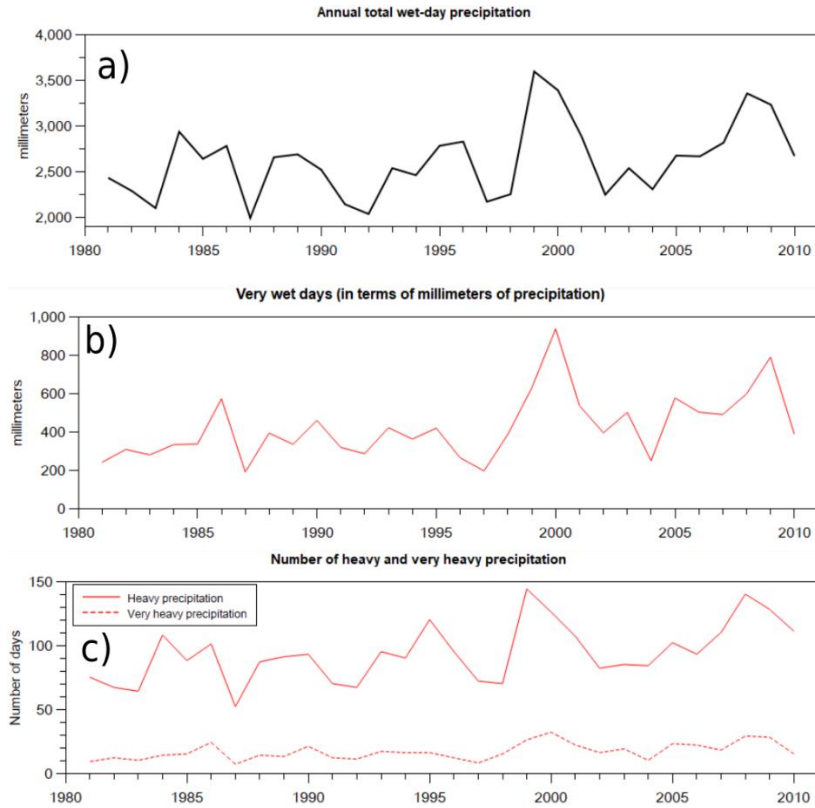 Annual total wet-day precipitation
a)
millimeters
4,000
3,500
3,000
2,500
2,000
1980 1985 1990 1995 2000 2005 2010
Very wet days (in terms of millimeters of precipitation)
b)
millimeters
1,000
800
600
400
200
0
1980 1985 1990 1995 2000 2005 2010
Number of heavy and very heavy precipitation
c)
Heavy precipitation
Very heavy precipitation
Number of days
150
100
50
0
1980 1985 1990 1995 2000 2005 2010